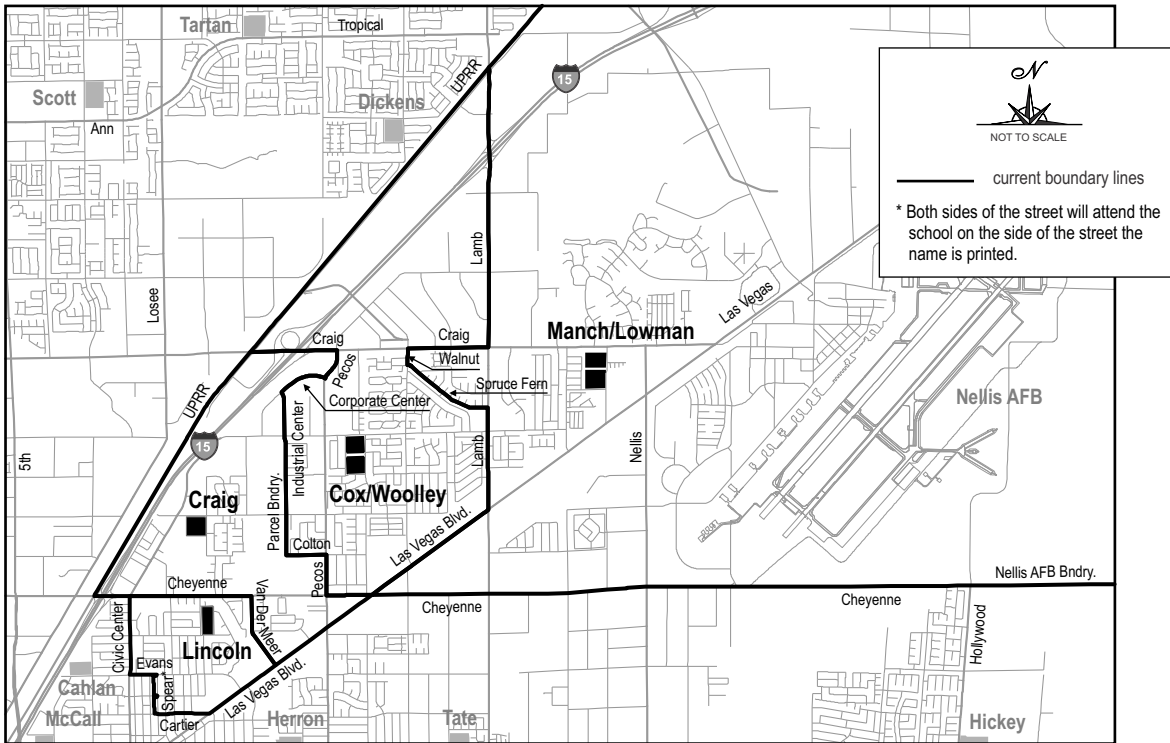 Tartan
Tropical
Scott
Ann
Dickens
UPRR
15
N
NOT TO SCALE
current boundary lines
* Both sides of the street will attend the
school on the side of the street the
name is printed.
Losee
Lamb
Las Vegas
Craig
Craig
Manch/Lowman
Walnut
Pecos
Spruce Fern
Corporate Center
UPRR
Nellis AFB
15
5th
Industrial Center
Lamb
Nellis
Craig
Cox/Woolley
Parcel Bndry.
Las Vegas Blvd.
Colton
Pecos
Nellis AFB Bndry.
Cheyenne
Cheyenne
Cheyenne
Van Der Meer
Civic Center
Lincoln
Hollywood
Evans
Spear*
Cahlan
Las Vegas Blvd.
McCall
Cartier
Herron
Tate
Hickey